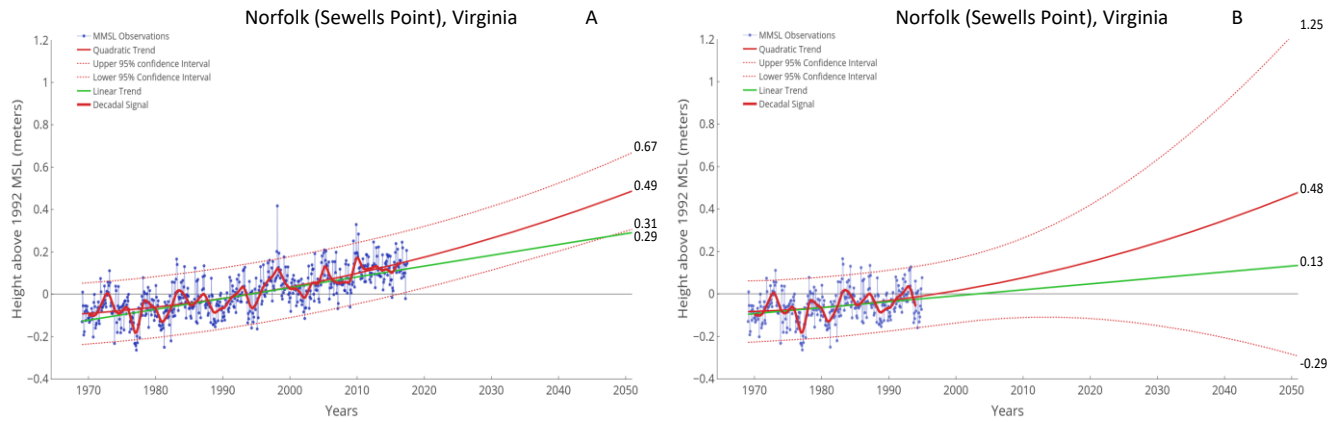 Norfolk (Sewells Point), Virginia A
MMSL Observations
Quadratic Trend
Upper 95% confidence Interval
Lower 95% Confidence Interval
Linear Trend
Decadal Signal
Height above 1992 MSL (meters)
1.2
1
0.8
0.6
0.4
0.2
0
−0.2
−0.4
0.67
0.49
0.31
0.29
1970 1980 1990 2000 2010 2020 2030 2040 2050
Years
Norfolk (Sewells Point), Virginia B
MMSL Observations
Quadratic Trend
Upper 95% Confidence Interval
Lower 95% Confidence Interval
Linear Trend
Decadal Signal
Height above 1992 MSL (meters)
1.2
1
0.8
0.6
0.4
0.2
0
−0.2
−0.4
1.25
0.48
0.13
-0.29
1970 1980 1990 2000 2010 2020 2030 2040 2050
Years